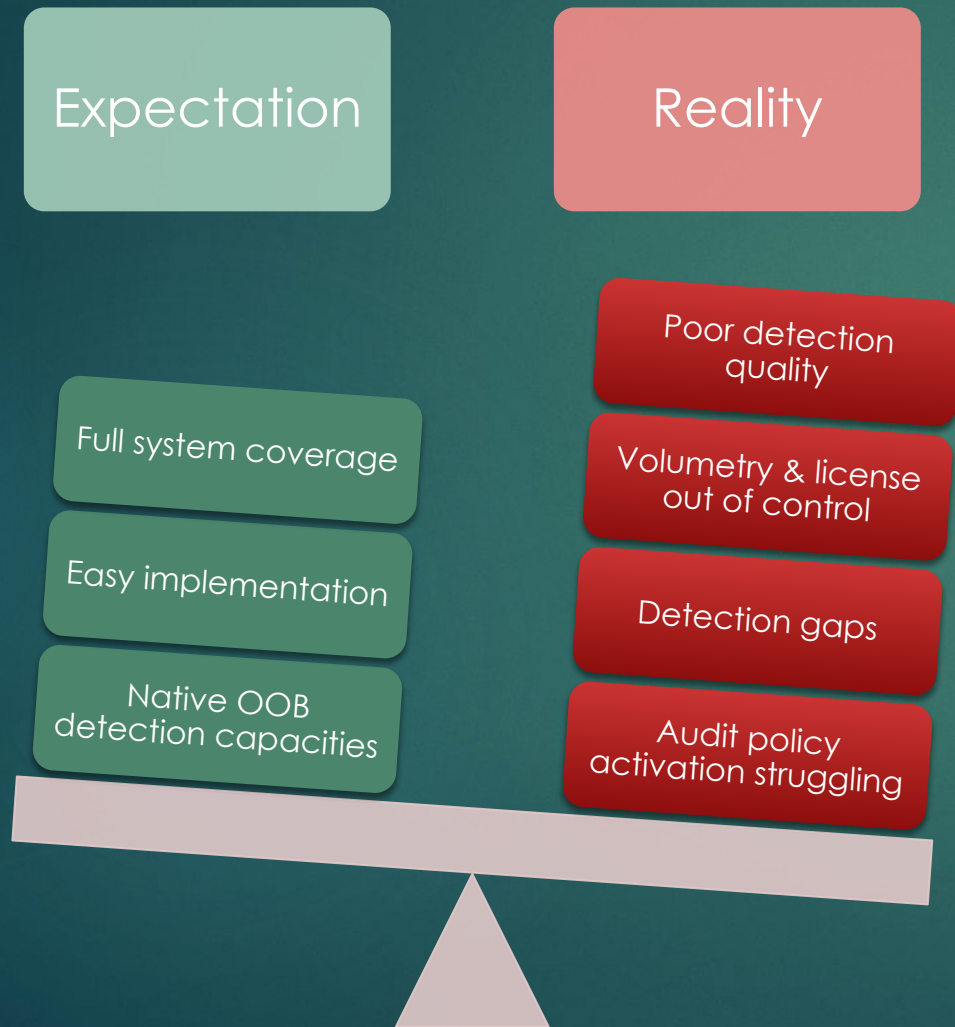 Expectation
Reality
Full system coverage
Easy implementation
Native OOB
detection capacities
Poor detection
quality
Volumetry & license
out of control
Detection gaps
Audit policy
activation struggling